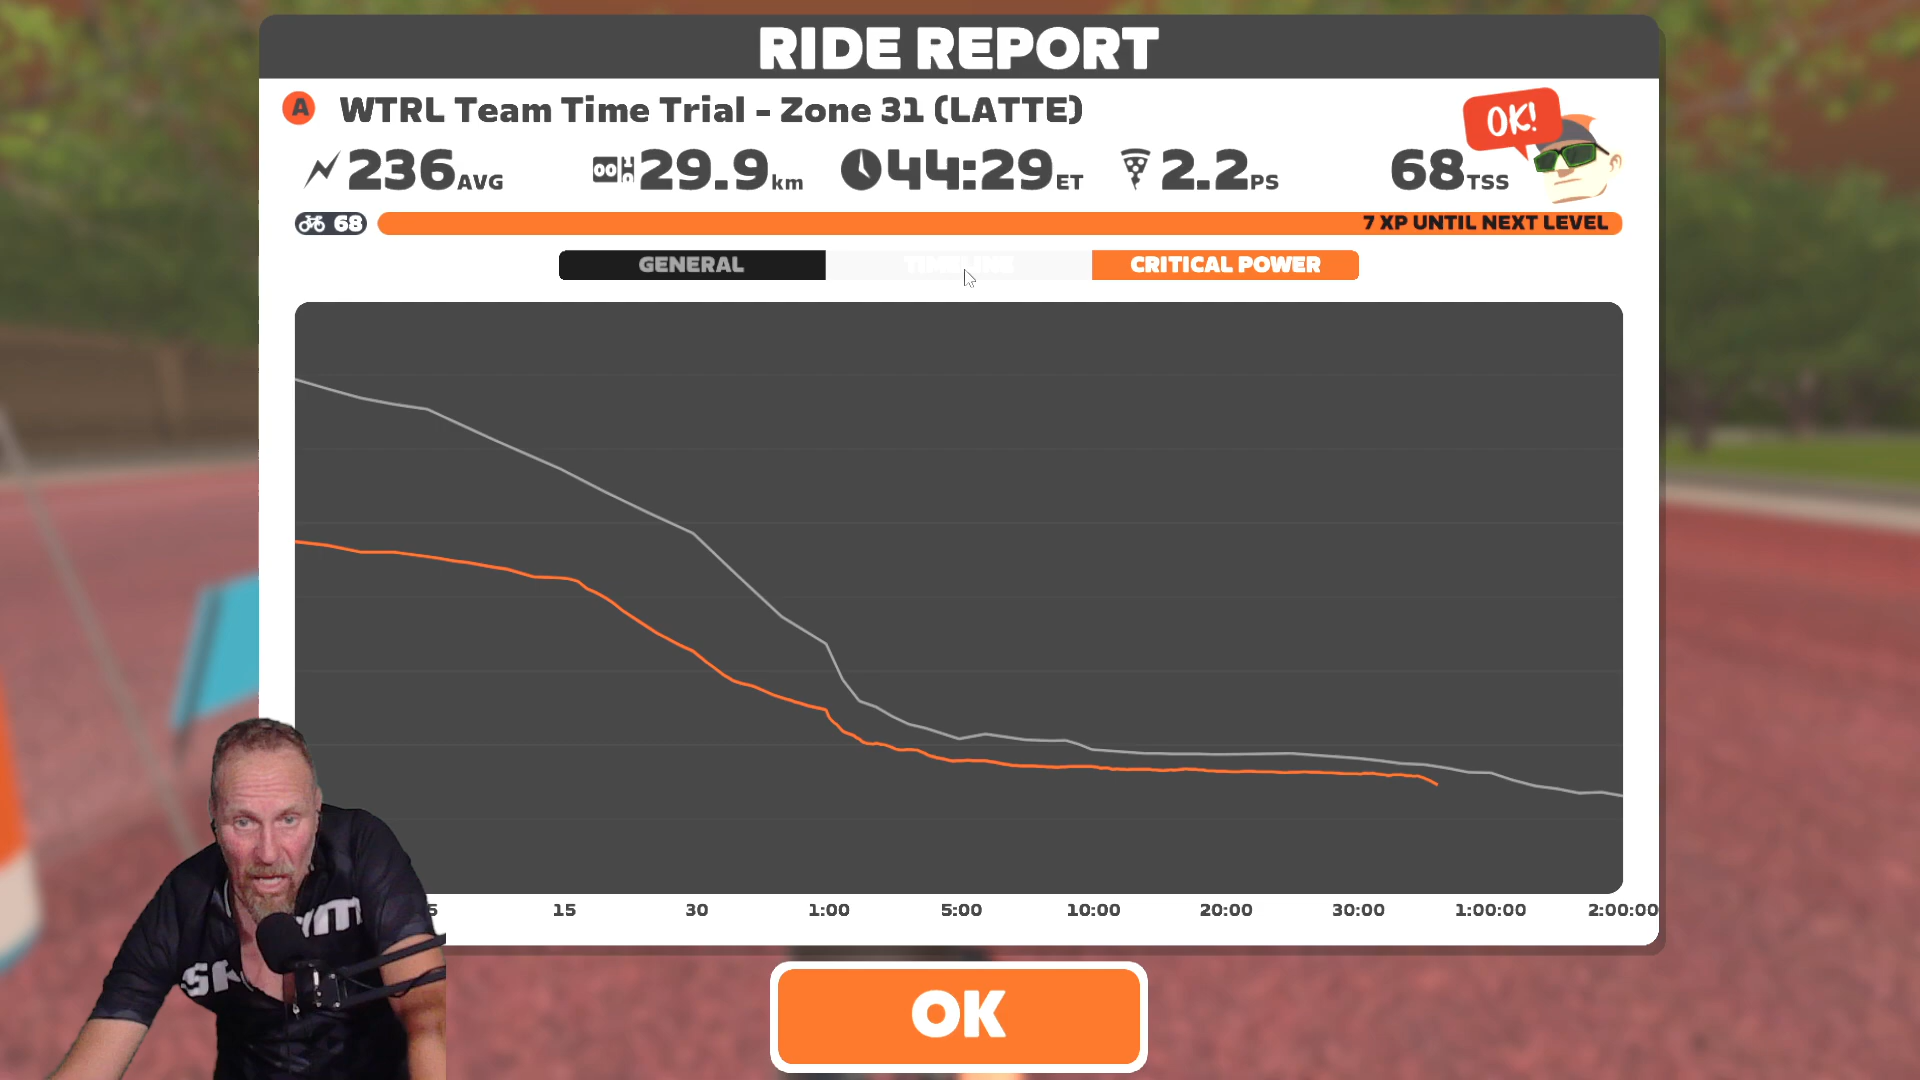 RIDE REPORT
A WTRL Team Time Trial - Zone 31 (LATTE)
OK!
236AVG 29.9km 44:29ET 2.2PS 68TSS
68 7 XP UNTIL NEXT LEVEL
GENERAL TIMELINE CRITICAL POWER
5 15 30 1:00 5:00 10:00 20:00 30:00 1:00:00 2:00:00
OK